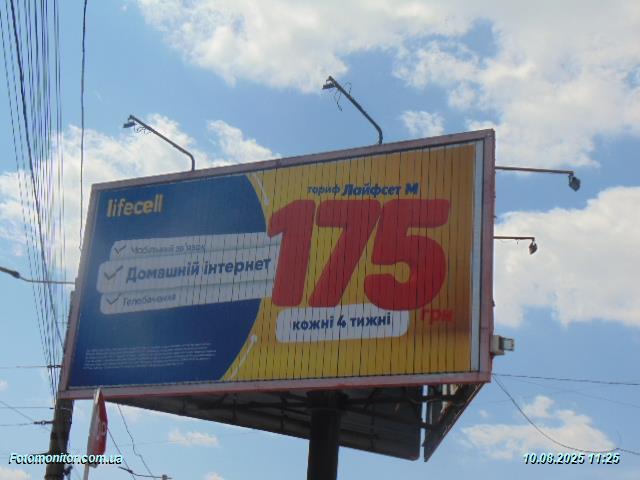 lifecell
тариф Лайфсет М
Мобільний зв'язок
Домашній інтернет
Телебачення
175
грн
кожні 4 тижні
Fotomonitor.com.ua
10.08.2025 11:25